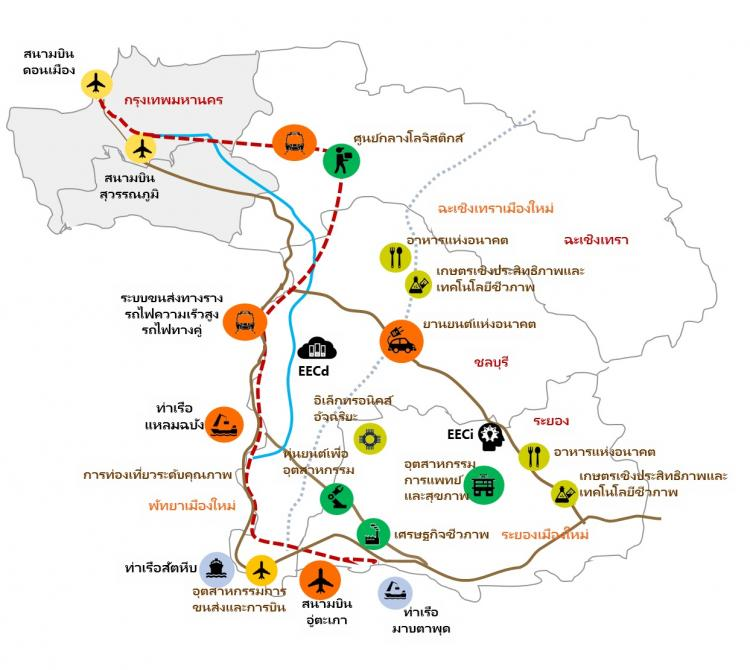 สนามบิน
ดอนเมือง
กรุงเทพมหานคร
ศูนย์กลางโลจิสติกส์
สนามบิน
สุวรรณภูมิ
ฉะเชิงเทราเมืองใหม่
อาหารแห่งอนาคต
ฉะเชิงเทรา
เกษตรเชิงประสิทธิภาพและ
เทคโนโลยีชีวภาพ
ระบบขนส่งทางราง
รถไฟความเร็วสูง
รถไฟทางคู่
ยานยนต์แห่งอนาคต
EECd
ชลบุรี
ท่าเรือ
แหลมฉบัง
อิเล็กทรอนิคส์
อัจฉริยะ
ระยอง
EECi
หุ่นยนต์เพื่อ
อุตสาหกรรม
อาหารแห่งอนาคต
การท่องเที่ยวระดับคุณภาพ
อุตสาหกรรม
การแพทย์
และสุขภาพ
เกษตรเชิงประสิทธิภาพและ
เทคโนโลยีชีวภาพ
พัทยาเมืองใหม่
เศรษฐกิจชีวภาพ
ระยองเมืองใหม่
ท่าเรือสัตหีบ
อุตสาหกรรมการ
ขนส่งและการบิน
สนามบิน
อู่ตะเภา
ท่าเรือ
มาบตาพุด